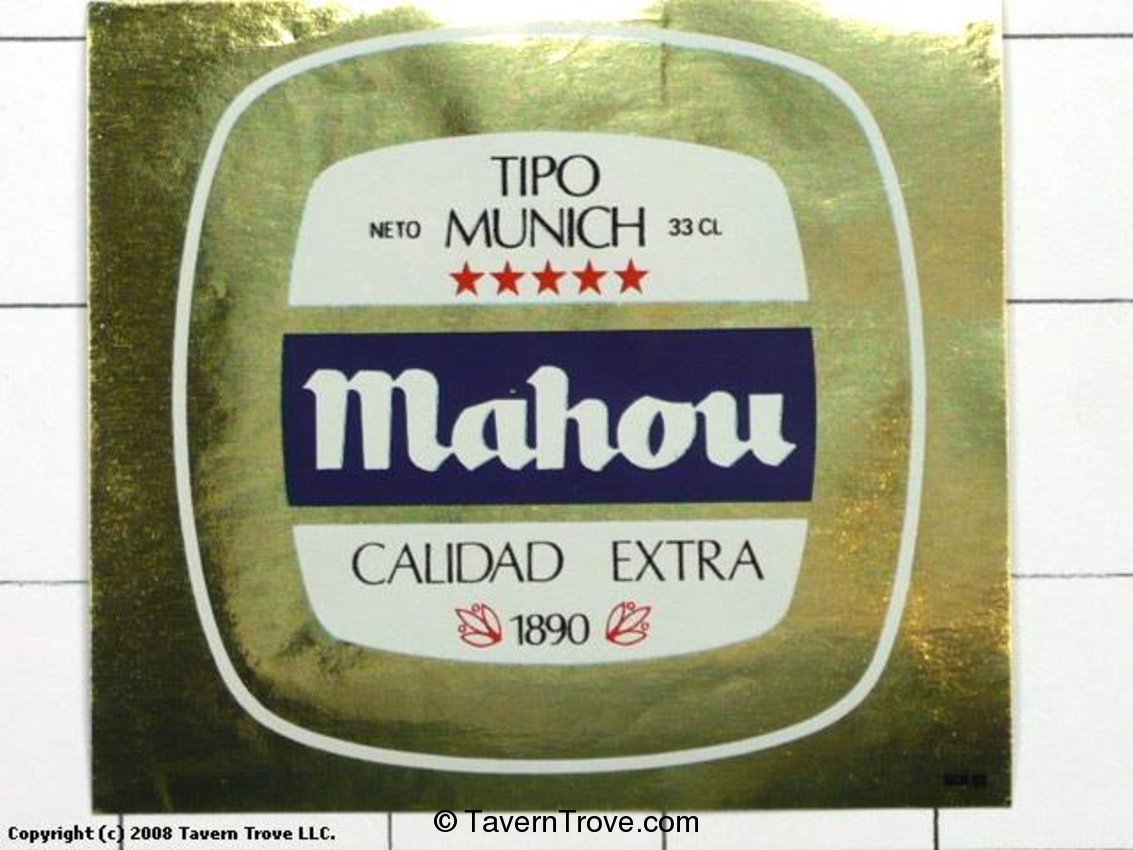 TIPO
NETO MUNICH 33 CL
Mahou
CALIDAD EXTRA
1890
© TavernTrove.com
Copyright (c) 2008 Tavern Trove LLC.